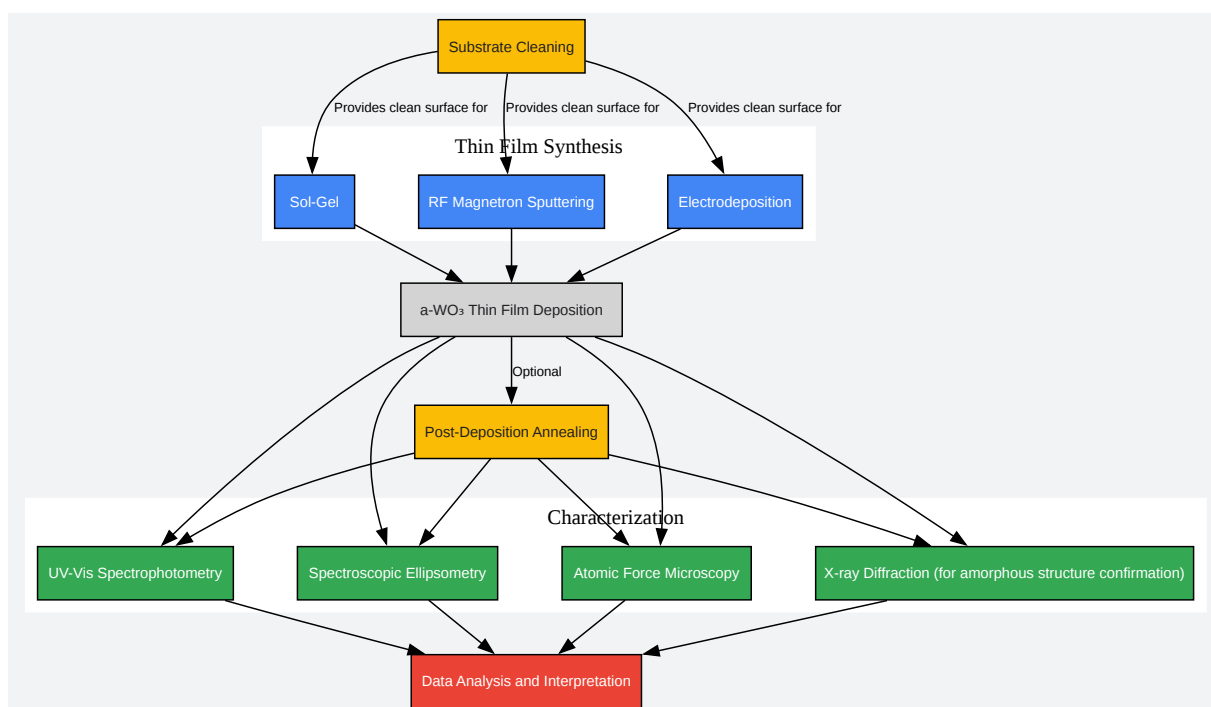 Substrate Cleaning
Provides clean surface for
Provides clean surface for
Provides clean surface for
Thin Film Synthesis
Sol-Gel
RF Magnetron Sputtering
Electrodeposition
a-WO₃ Thin Film Deposition
Optional
Post-Deposition Annealing
Characterization
UV-Vis Spectrophotometry
Spectroscopic Ellipsometry
Atomic Force Microscopy
X-ray Diffraction (for amorphous structure confirmation)
Data Analysis and Interpretation